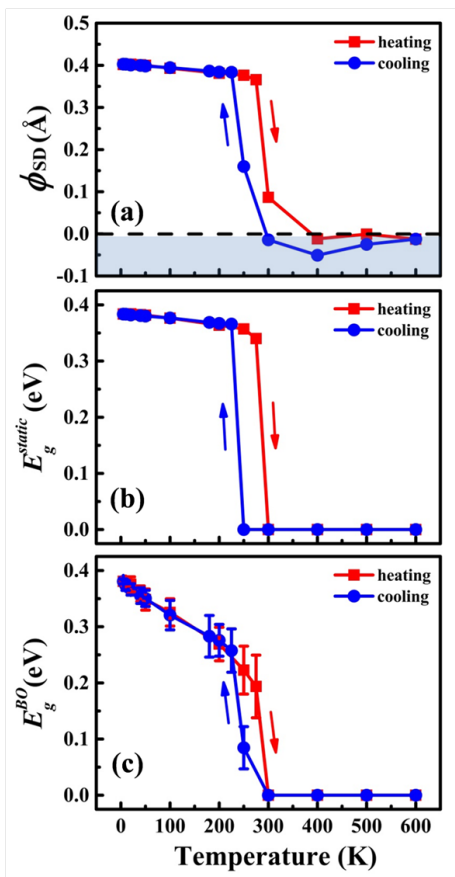 0.5
heating
cooling
0.4
0.3
0.2
0.1
0.0
-0.1
ϕSD (Å)
(a)
heating
cooling
0.4
0.3
0.2
0.1
0.0
E_g^static (eV)
(b)
heating
cooling
0.4
0.3
0.2
0.1
0.0
E_g^BO (eV)
(c)
0 100 200 300 400 500 600
Temperature (K)